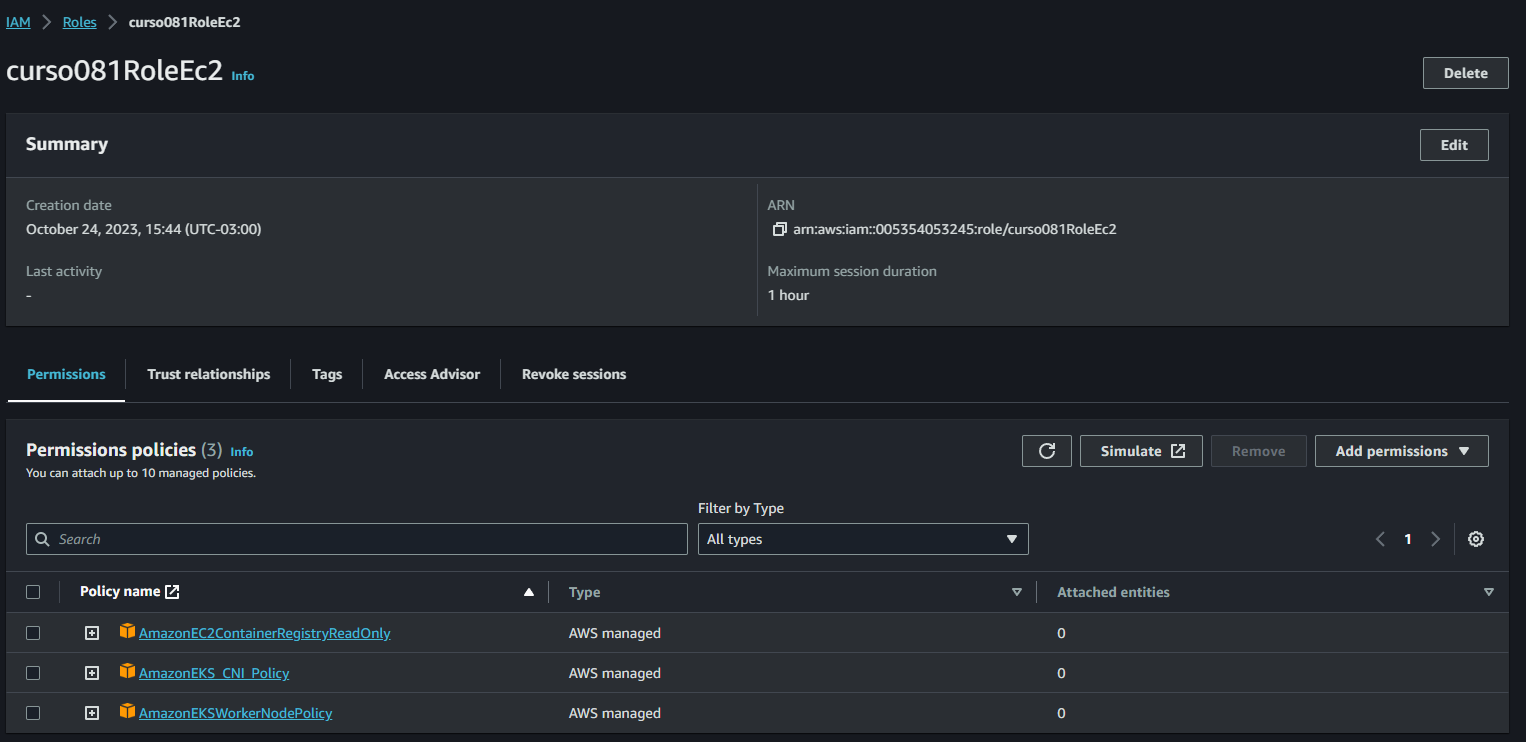 IAM > Roles > curso081RoleEc2
curso081RoleEc2 Info
Delete
Summary
Edit
Creation date
October 24, 2023, 15:44 (UTC-03:00)
ARN
arn:aws:iam::005354053245:role/curso081RoleEc2
Last activity
-
Maximum session duration
1 hour
Permissions Trust relationships Tags Access Advisor Revoke sessions
Permissions policies (3) Info
You can attach up to 10 managed policies.
Simulate Remove Add permissions
Filter by Type
Search All types 1
Policy name Type Attached entities
AmazonEC2ContainerRegistryReadOnly AWS managed 0
AmazonEKS_CNI_Policy AWS managed 0
AmazonEKSWorkerNodePolicy AWS managed 0